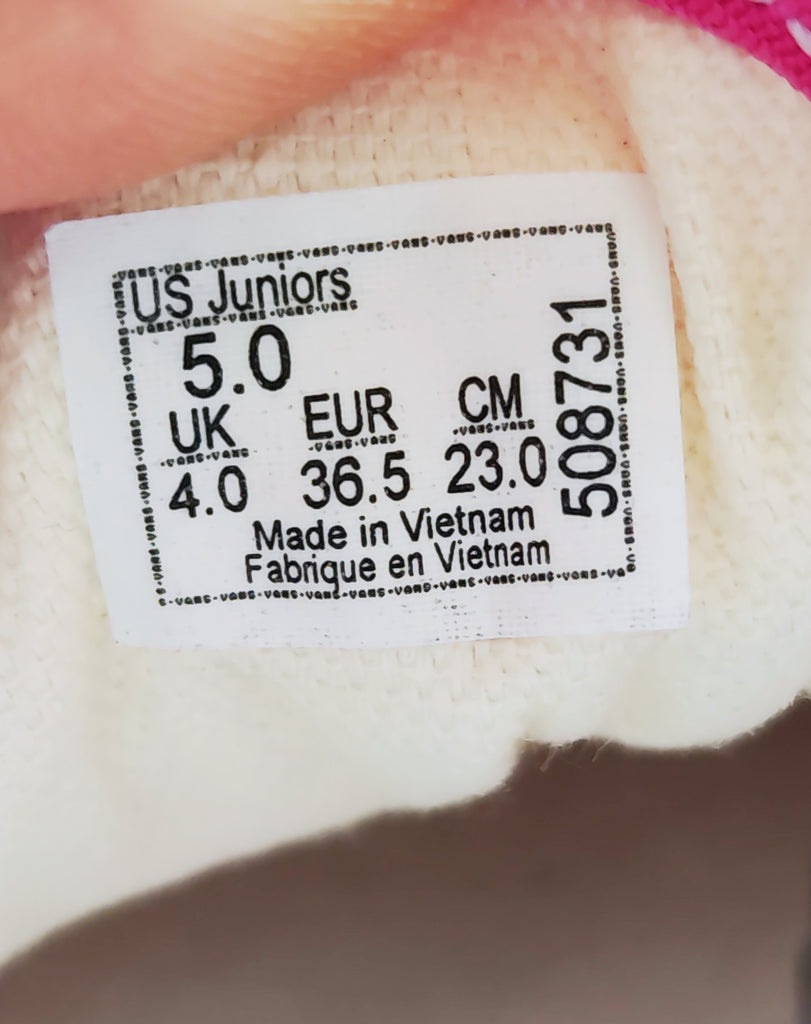 US Juniors
5.0
UK EUR CM
4.0 36.5 23.0
Made in Vietnam
Fabrique en Vietnam
508731